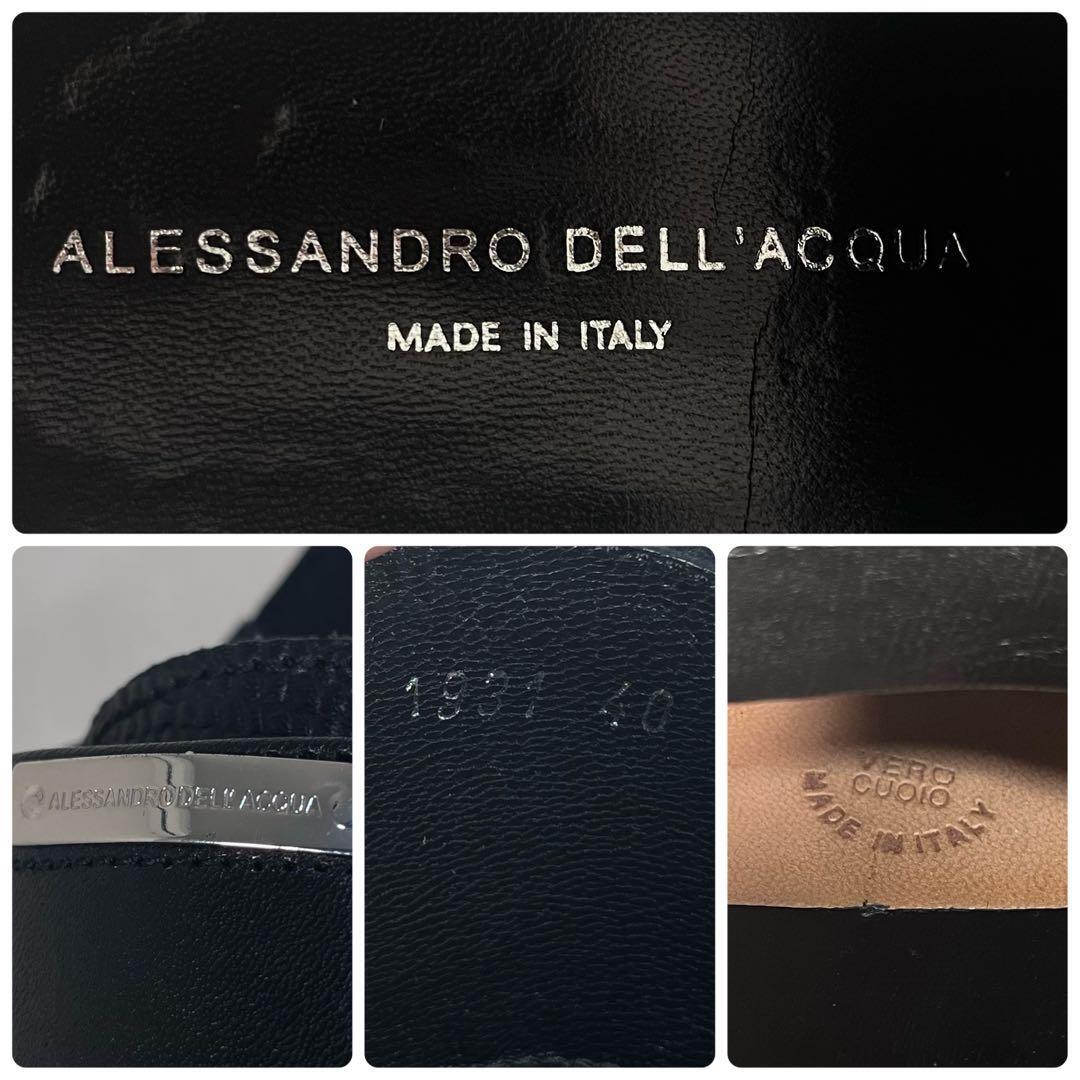 ALESSANDRO DELL'ACQUA
MADE IN ITALY
ALESSANDRO DELL'ACQUA
1931 40
VERO
CUOIO
MADE IN ITALY